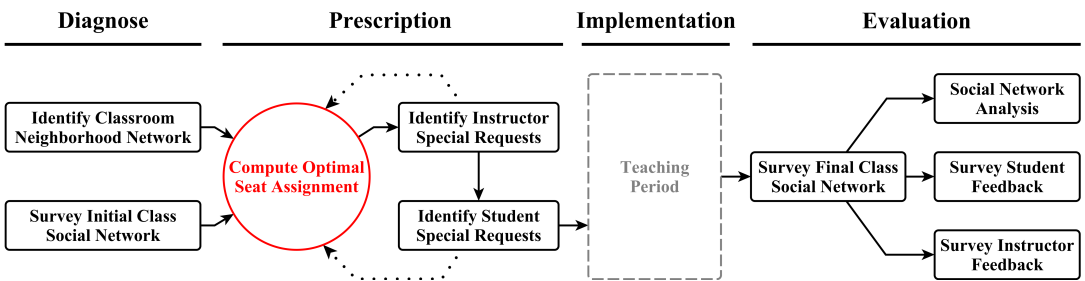 Diagnose
Prescription
Implementation
Evaluation
Identify Classroom
Neighborhood Network
Survey Initial Class
Social Network
Compute Optimal
Seat Assignment
Identify Instructor
Special Requests
Identify Student
Special Requests
Teaching
Period
Survey Final Class
Social Network
Social Network
Analysis
Survey Student
Feedback
Survey Instructor
Feedback